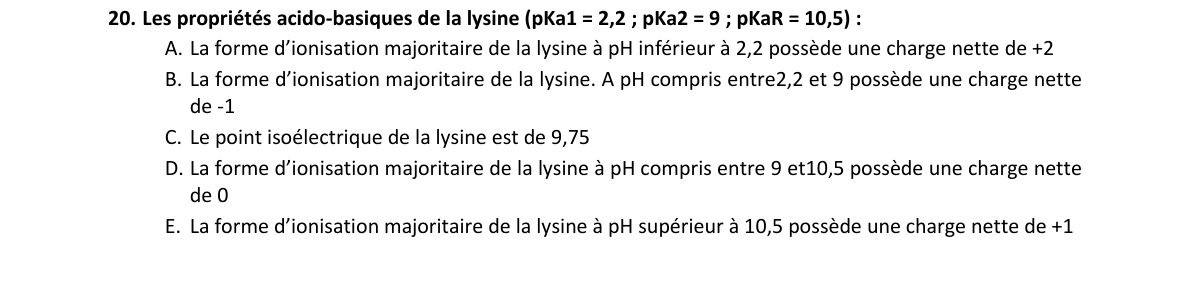 20. Les propriétés acido-basiques de la lysine (pKa1 = 2,2 ; pKa2 = 9 ; pKaR = 10,5) :
A. La forme d’ionisation majoritaire de la lysine à pH inférieur à 2,2 possède une charge nette de +2
B. La forme d’ionisation majoritaire de la lysine. A pH compris entre2,2 et 9 possède une charge nette
de -1
C. Le point isoélectrique de la lysine est de 9,75
D. La forme d’ionisation majoritaire de la lysine à pH compris entre 9 et10,5 possède une charge nette
de 0
E. La forme d’ionisation majoritaire de la lysine à pH supérieur à 10,5 possède une charge nette de +1